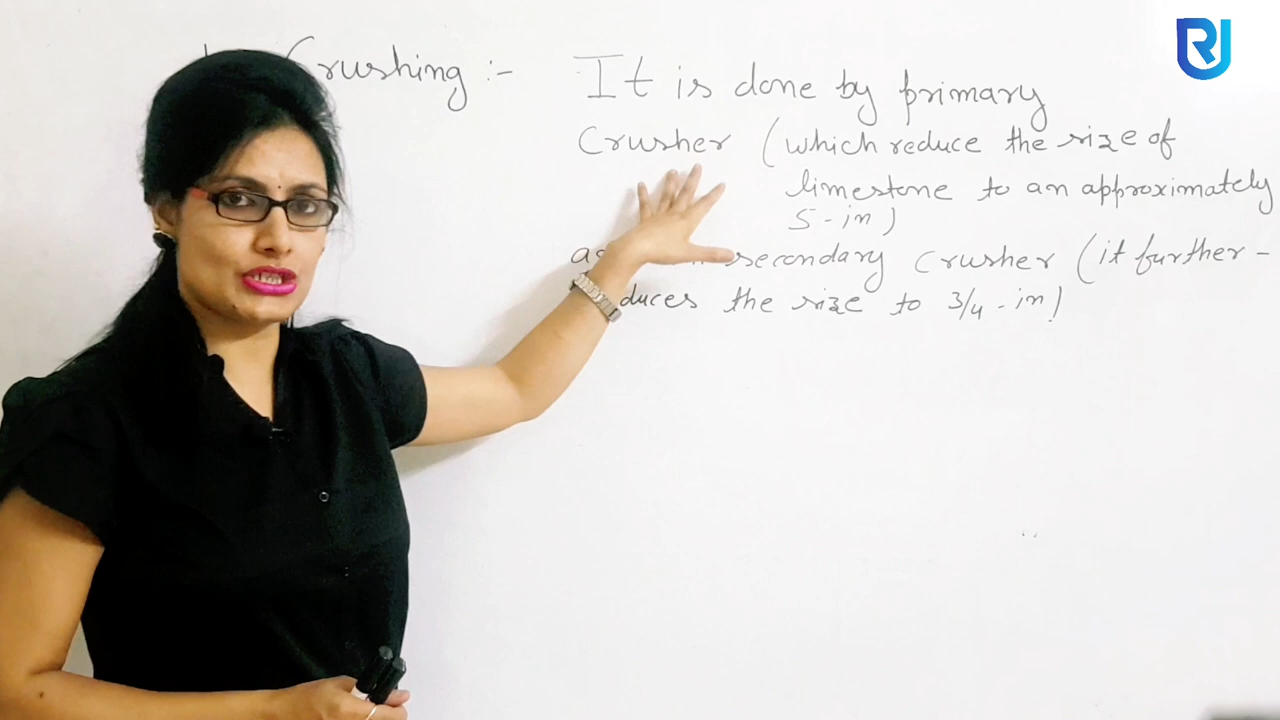 Crushing :- It is done by primary
Crusher (which reduce the size of
limestone to an approximately
5-in)
secondary Crusher (it further-
duces the size to 3/4-in)